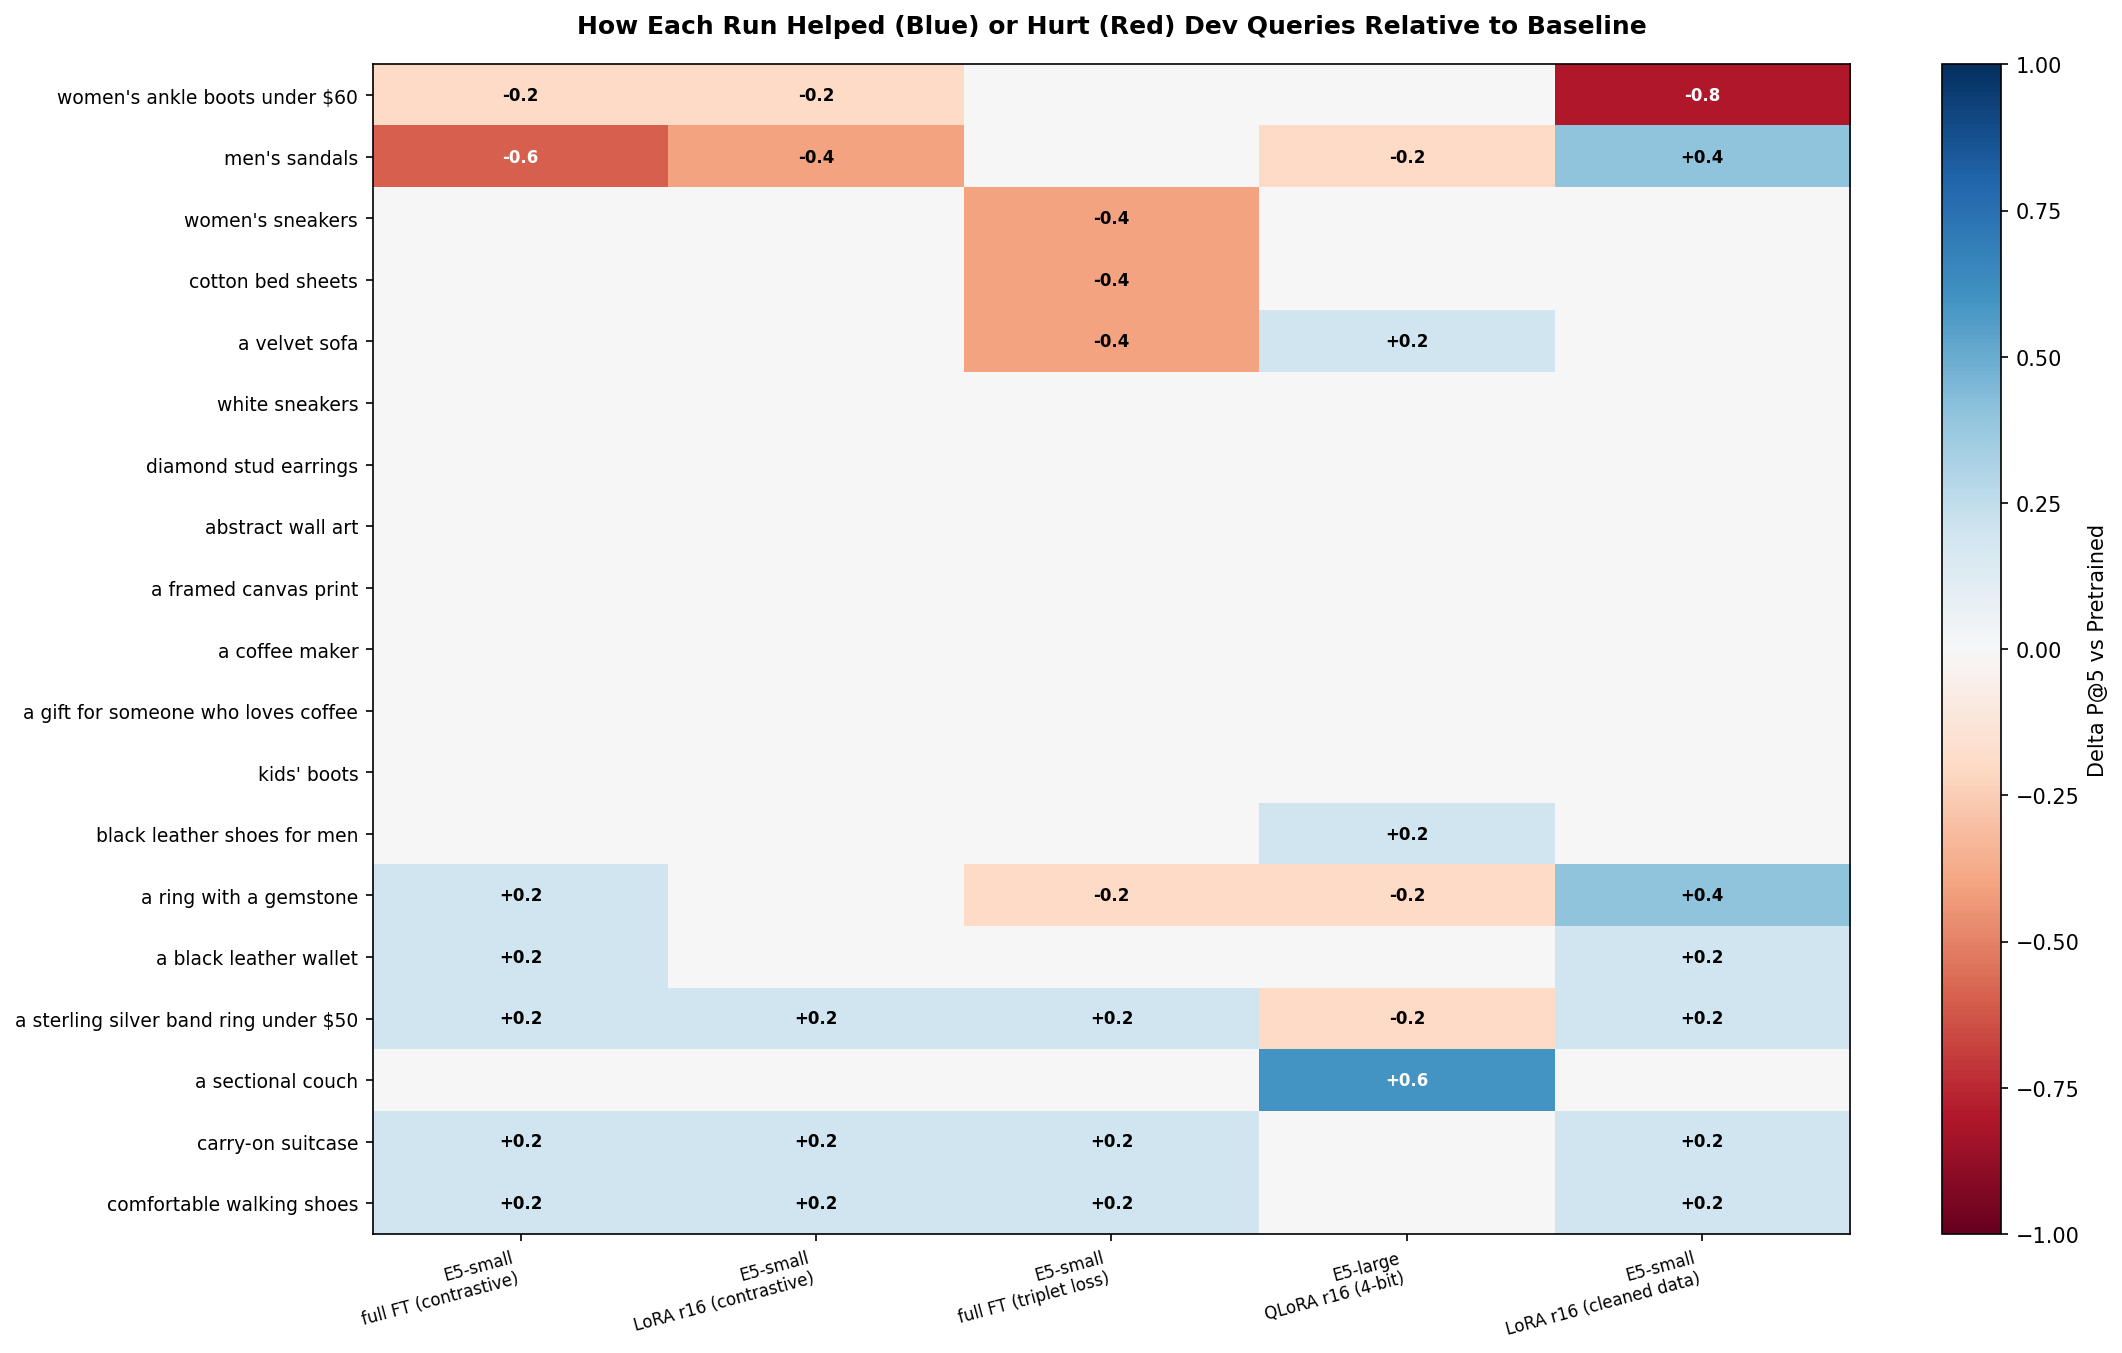 How Each Run Helped (Blue) or Hurt (Red) Dev Queries Relative to Baseline
women's ankle boots under $60 -0.2 -0.2 -0.8
men's sandals -0.6 -0.4 -0.2 +0.4
women's sneakers -0.4
cotton bed sheets -0.4
a velvet sofa -0.4 +0.2
white sneakers
diamond stud earrings
abstract wall art
a framed canvas print
a coffee maker
a gift for someone who loves coffee
kids' boots
black leather shoes for men +0.2
a ring with a gemstone +0.2 -0.2 -0.2 +0.4
a black leather wallet +0.2 +0.2
a sterling silver band ring under $50 +0.2 +0.2 +0.2 -0.2 +0.2
a sectional couch +0.6
carry-on suitcase +0.2 +0.2 +0.2 +0.2
comfortable walking shoes +0.2 +0.2 +0.2 +0.2
E5-small
full FT (contrastive)
E5-small
LoRA r16 (contrastive)
E5-small
full FT (triplet loss)
E5-large
QLoRA r16 (4-bit)
E5-small
LoRA r16 (cleaned data)
1.00
0.75
0.50
0.25
0.00
−0.25
−0.50
−0.75
−1.00
Delta P@5 vs Pretrained